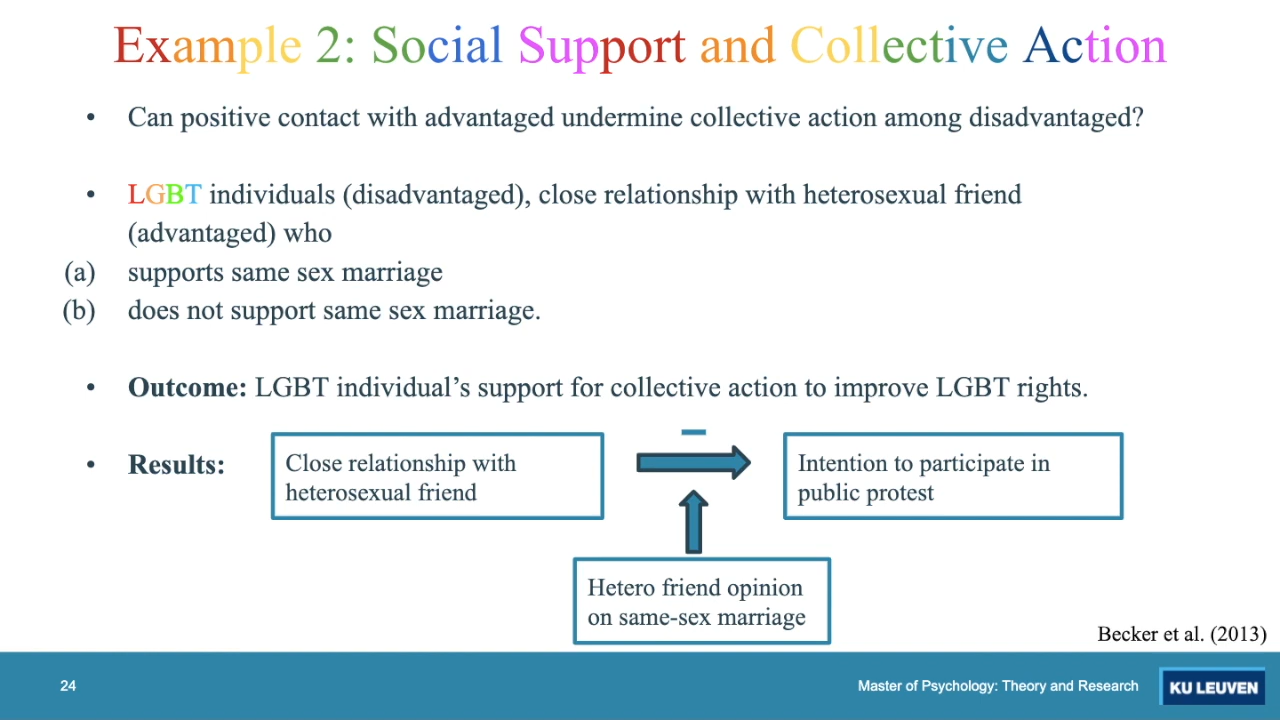 Example 2: Social Support and Collective Action
• Can positive contact with advantaged undermine collective action among disadvantaged?
• LGBT individuals (disadvantaged), close relationship with heterosexual friend
(advantaged) who
(a) supports same sex marriage
(b) does not support same sex marriage.
• Outcome: LGBT individual’s support for collective action to improve LGBT rights.
• Results:
Close relationship with
heterosexual friend
–
Intention to participate in
public protest
Hetero friend opinion
on same-sex marriage
Becker et al. (2013)
24
Master of Psychology: Theory and Research
KU LEUVEN